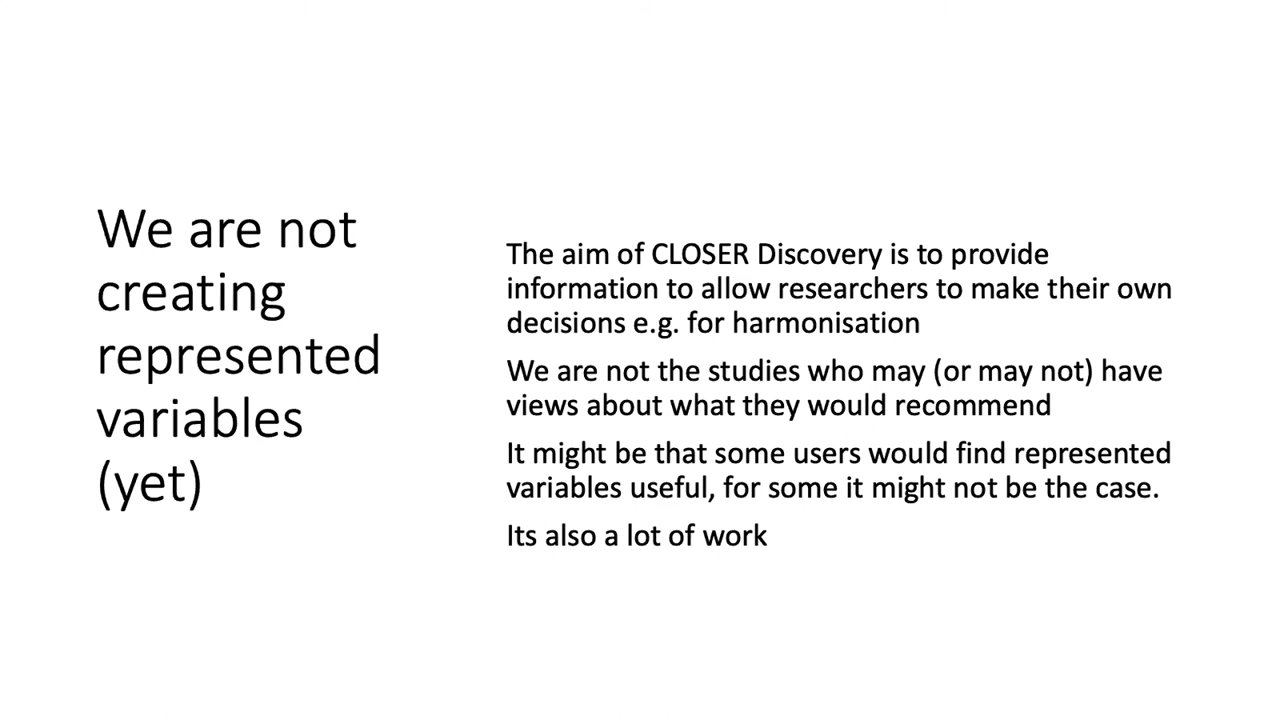 We are not
creating
represented
variables
(yet)
The aim of CLOSER Discovery is to provide
information to allow researchers to make their own
decisions e.g. for harmonisation
We are not the studies who may (or may not) have
views about what they would recommend
It might be that some users would find represented
variables useful, for some it might not be the case.
Its also a lot of work